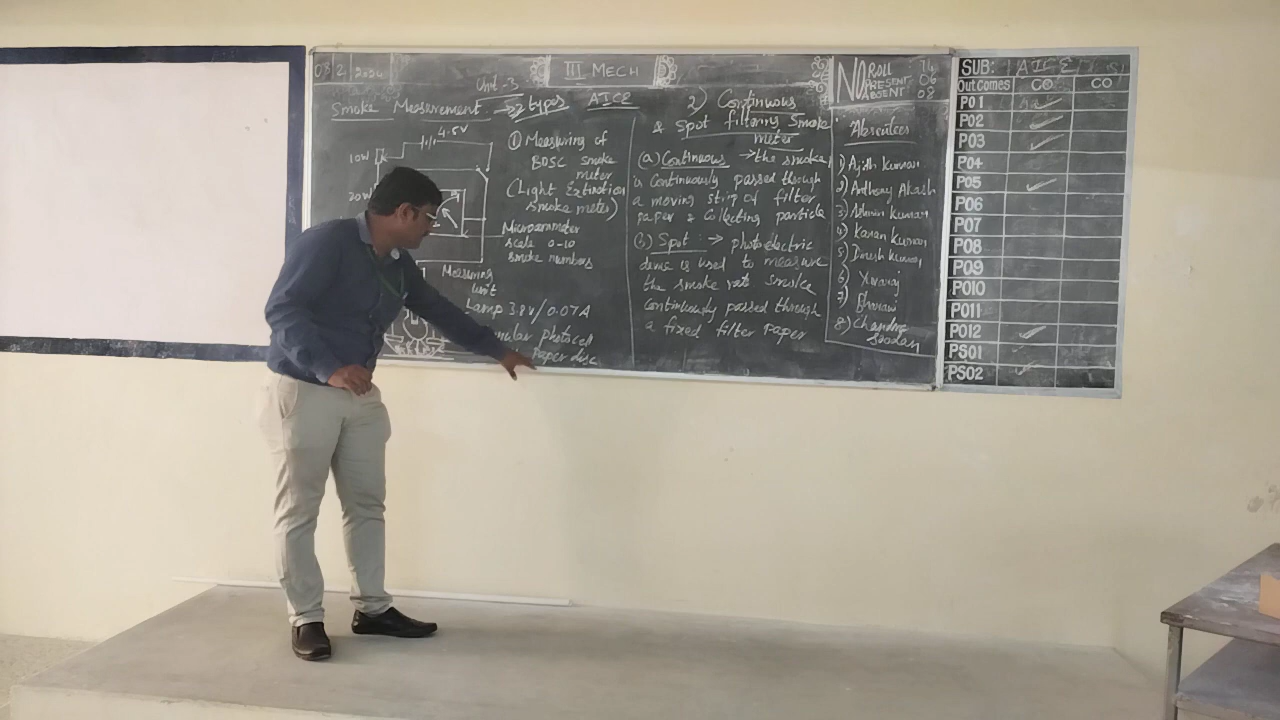 08 2 2024
Unit-3
III MECH
Smoke Measurement → 2 types
AICE
4.5V
10W
20W
① Measuring of
BOSC smoke
meter
(Light Extinction
smoke meter)
Microammeter
scale 0-10
smoke numbers
Measuring
unit
Lamp 3.8V/0.07A
photocell
Paper disc
2) Continuous
& Spot filtering Smoke
meter
(a) Continuous → the smoke
is Continuously passed through
a moving strip of filter
paper & Collecting particle
(b) Spot: → photoelectric
device is used to measure
the smoke rate smoke
continuously passed through
a fixed filter paper
NO ROLL 14
PRESENT 06
ABSENT 08
Absentees
1) Ajith kumar
2) Anthony Akash
3) Ashwin kumar
4) Karan kumar
5) Dinesh kumar
6) Yuvaraj
7)
8) Chandra
SUB: AICE
Out Comes CO CO
PO1 ✓
PO2 ✓
PO3 ✓
PO4
PO5 ✓
PO6
PO7
PO8
PO9
PO10
PO11
PO12 ✓
PSO1 ✓
PSO2 ✓